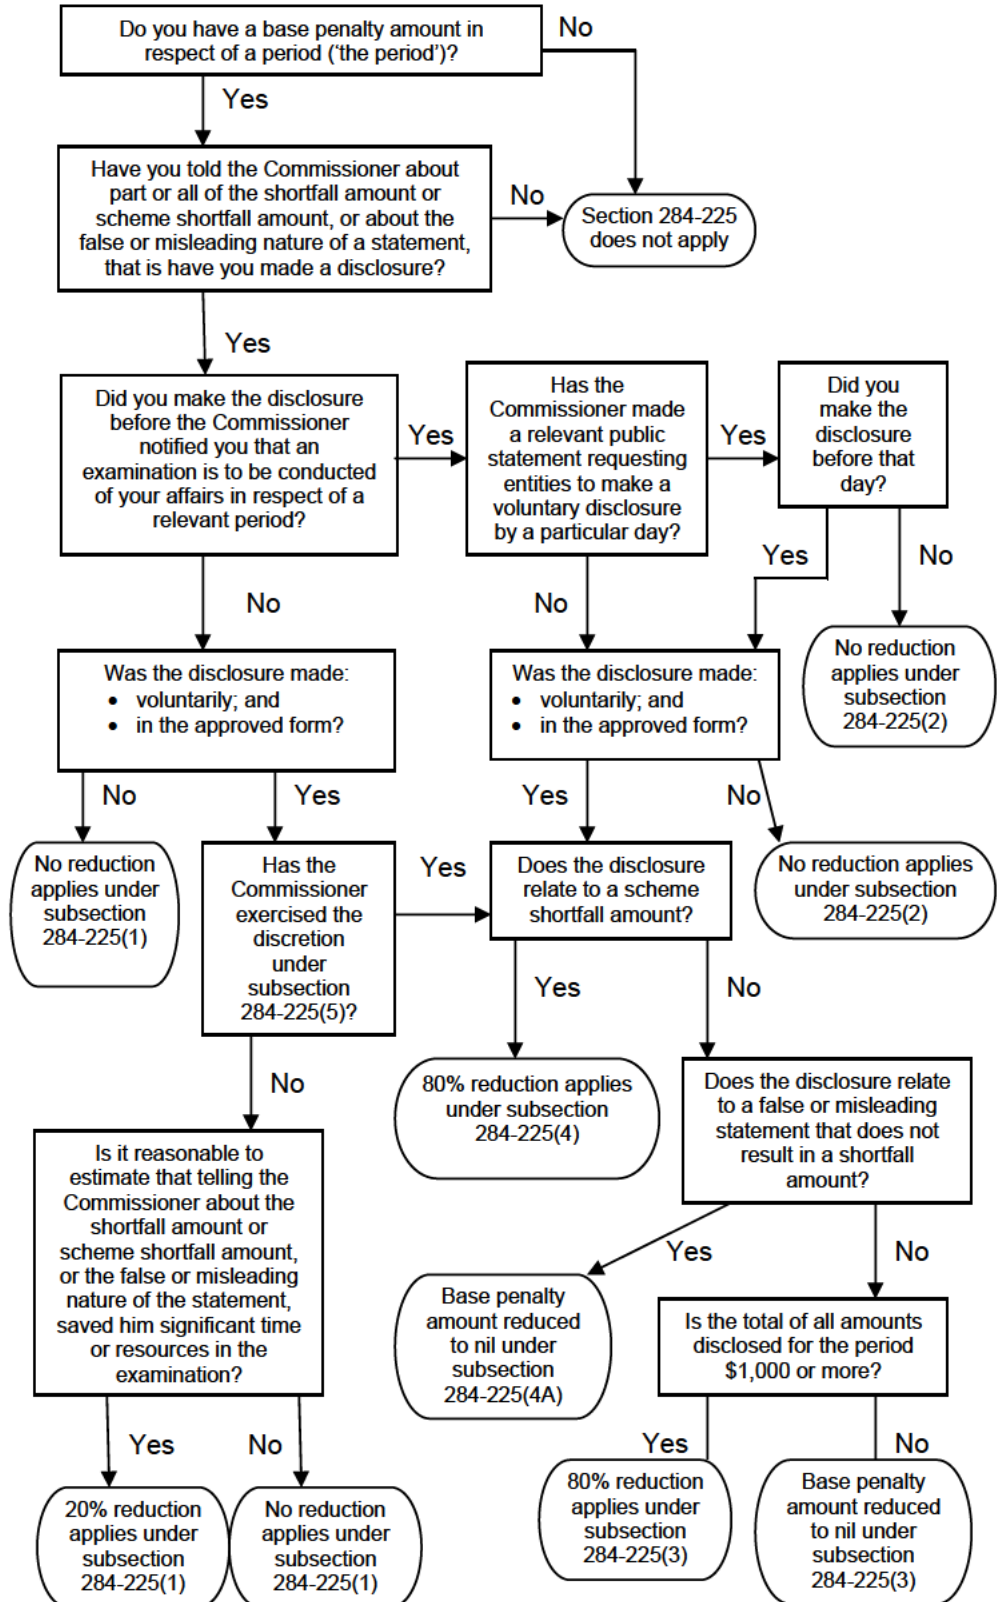 Do you have a base penalty amount in
respect of a period (‘the period’)?
No
Yes
Have you told the Commissioner about
part or all of the shortfall amount or
scheme shortfall amount, or about the
false or misleading nature of a statement,
that is have you made a disclosure?
No
Section 284-225
does not apply
Yes
Did you make the disclosure
before the Commissioner
notified you that an
examination is to be conducted
of your affairs in respect of a
relevant period?
Yes
Has the
Commissioner made
a relevant public
statement requesting
entities to make a
voluntary disclosure
by a particular day?
Yes
Did you
make the
disclosure
before that
day?
No
No
Yes
No
Was the disclosure made:
• voluntarily; and
• in the approved form?
Was the disclosure made:
• voluntarily; and
• in the approved form?
No reduction
applies under
subsection
284-225(2)
No
Yes
Yes
No
No reduction
applies under
subsection
284-225(1)
Has the
Commissioner
exercised the
discretion
under
subsection
284-225(5)?
Yes
Does the disclosure
relate to a scheme
shortfall amount?
No reduction applies
under subsection
284-225(2)
No
Yes
No
80% reduction applies
under subsection
284-225(4)
Does the disclosure relate
to a false or misleading
statement that does not
result in a shortfall
amount?
Is it reasonable to
estimate that telling the
Commissioner about the
shortfall amount or
scheme shortfall amount,
or the false or misleading
nature of the statement,
saved him significant time
or resources in the
examination?
Yes
No
Base penalty
amount reduced
to nil under
subsection
284-225(4A)
Is the total of all amounts
disclosed for the period
$1,000 or more?
Yes
No
Yes
No
20% reduction
applies under
subsection
284-225(1)
No reduction
applies under
subsection
284-225(1)
80% reduction
applies under
subsection
284-225(3)
Base penalty
amount reduced
to nil under
subsection
284-225(3)